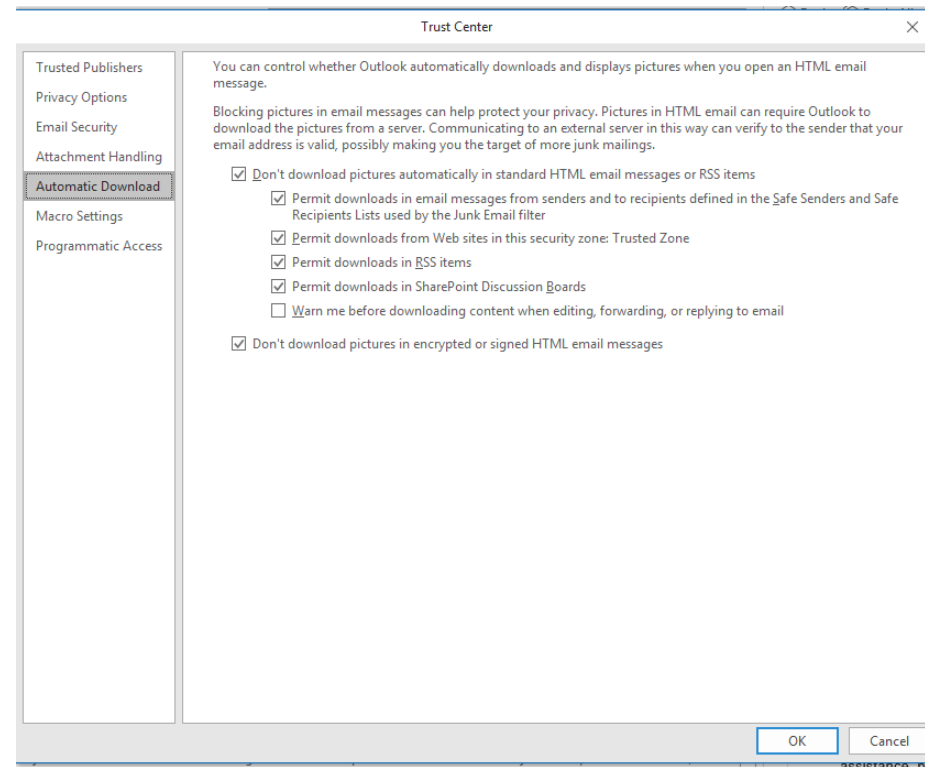 Trust Center
Trusted Publishers
Privacy Options
Email Security
Attachment Handling
Automatic Download
Macro Settings
Programmatic Access
You can control whether Outlook automatically downloads and displays pictures when you open an HTML email
message.
Blocking pictures in email messages can help protect your privacy. Pictures in HTML email can require Outlook to
download the pictures from a server. Communicating to an external server in this way can verify to the sender that your
email address is valid, possibly making you the target of more junk mailings.
Don't download pictures automatically in standard HTML email messages or RSS items
Permit downloads in email messages from senders and to recipients defined in the Safe Senders and Safe
Recipients Lists used by the Junk Email filter
Permit downloads from Web sites in this security zone: Trusted Zone
Permit downloads in RSS items
Permit downloads in SharePoint Discussion Boards
Warn me before downloading content when editing, forwarding, or replying to email
Don't download pictures in encrypted or signed HTML email messages
OK
Cancel